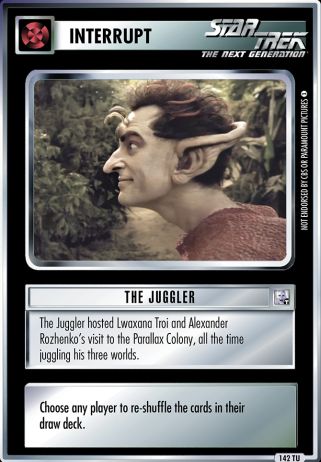 INTERRUPT
STAR TREK
THE NEXT GENERATION
NOT ENDORSED BY CBS OR PARAMOUNT PICTURES
THE JUGGLER
The Juggler hosted Lwaxana Troi and Alexander
Rozhenko's visit to the Parallax Colony, all the time
juggling his three worlds.
Choose any player to re-shuffle the cards in their
draw deck.
142 TU